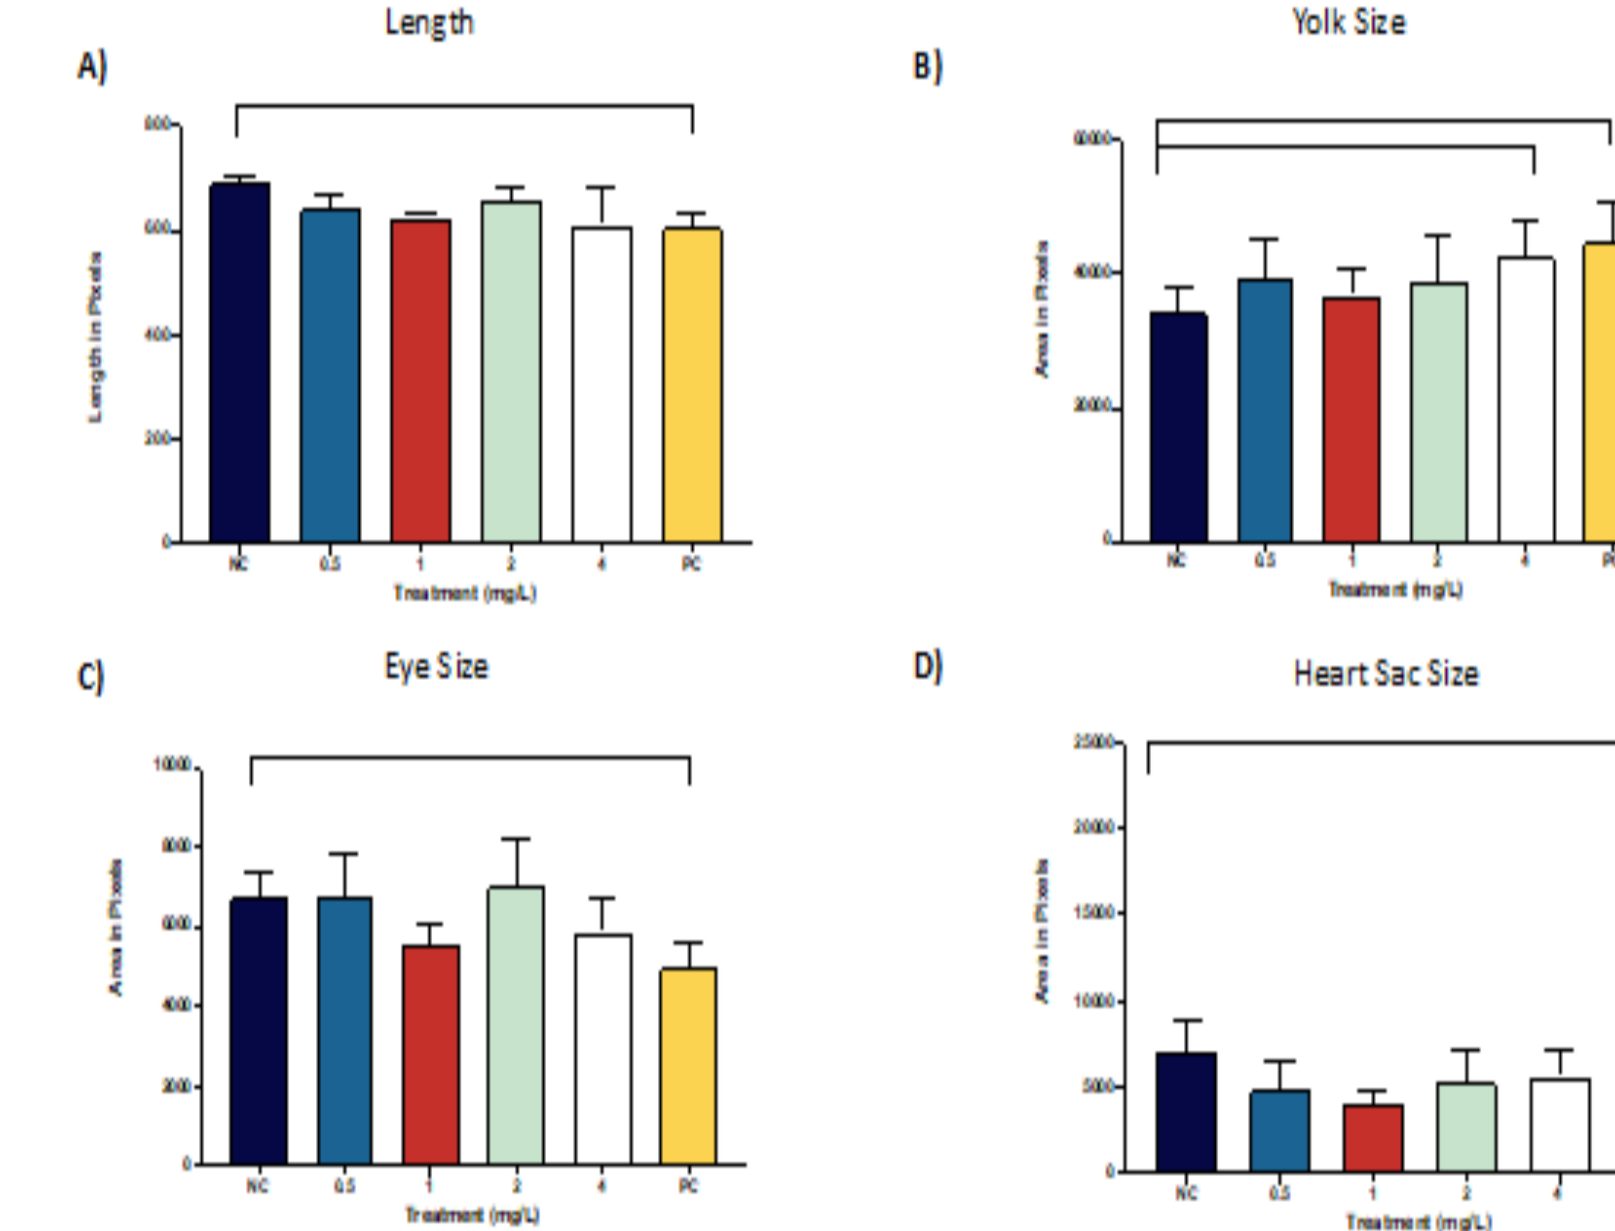 Length
A)
800
600
400
200
0
Length in Pixels
NC 0.5 1 2 4 PC
Treatment (mg/L)
Yolk Size
B)
60000
40000
20000
0
Area in Pixels
NC 0.5 1 2 4
Treatment (mg/L)
Eye Size
C)
10000
8000
6000
4000
2000
0
Area in Pixels
NC 0.5 1 2 4 PC
Treatment (mg/L)
Heart Sac Size
D)
25000
20000
15000
10000
5000
0
Area in Pixels
NC 0.5 1 2 4
Treatment (mg/L)